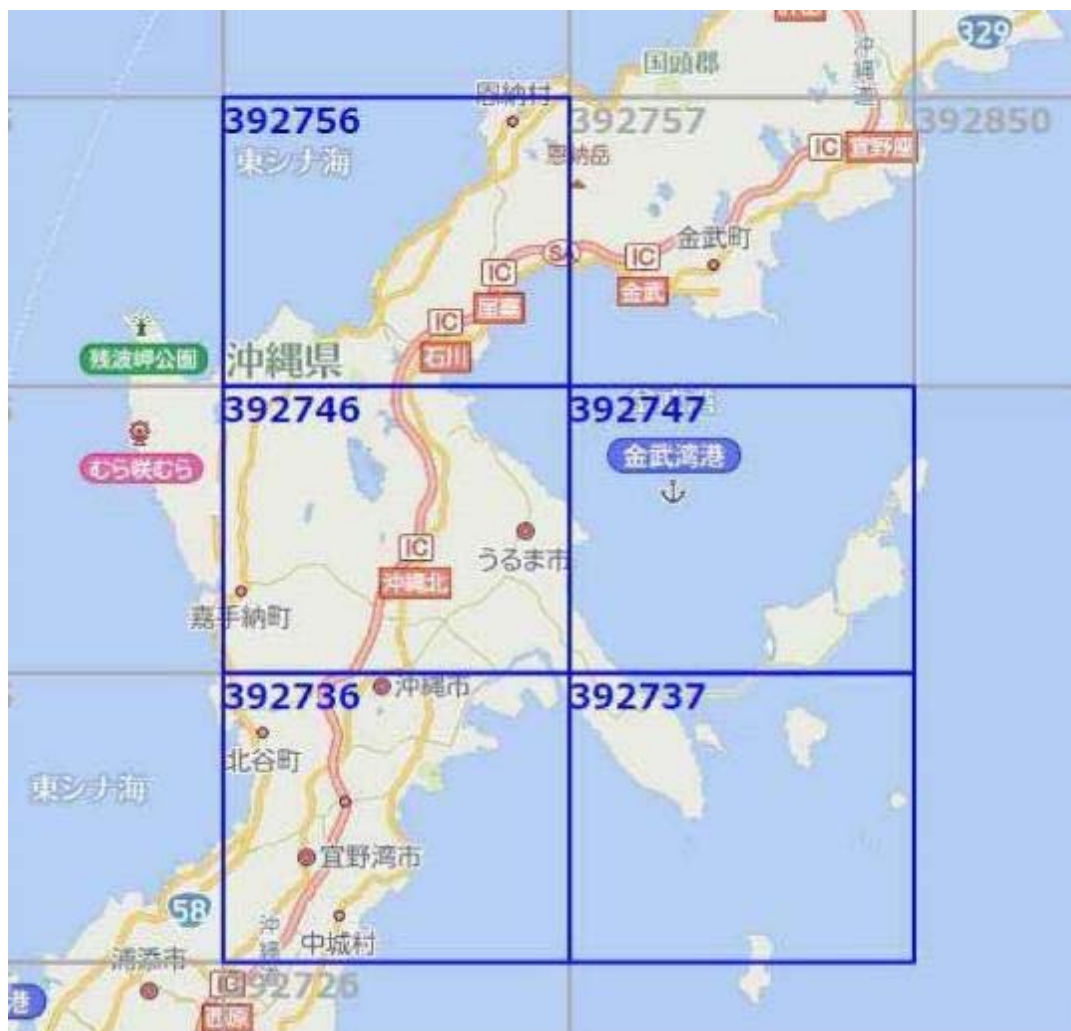 329
国頭郡
恩納村
392756
392757
392850
東シナ海
恩納岳
IC
宜野座
金武町
SA
IC
IC
屋嘉
金武
IC
石川
残波岬公園
沖縄県
392746
392747
金武湾港
むら咲むら
IC
うるま市
沖縄北
嘉手納町
392736
沖縄市
392737
北谷町
東シナ海
宜野湾市
58
中城村
浦添市
IC
392726
港
西原